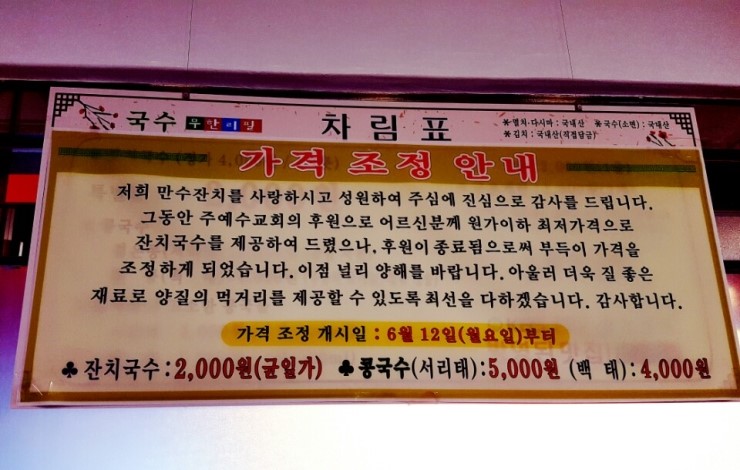 국수 무한리필 차림표
※멸치·다시마 : 국내산 ※국수(소면) : 국내산
※김치 : 국내산(직접담금)
가격 조정 안내
저희 만수잔치를 사랑하시고 성원하여 주심에 진심으로 감사를 드립니다.
그동안 주예수교회의 후원으로 어르신분께 원가이하 최저가격으로
잔치국수를 제공하여 드렸으나, 후원이 종료됨으로써 부득이 가격을
조정하게 되었습니다. 이점 널리 양해를 바랍니다. 아울러 더욱 질 좋은
재료로 양질의 먹거리를 제공할 수 있도록 최선을 다하겠습니다. 감사합니다.
가격 조정 개시일 : 6월 12일(월요일)부터
♣ 잔치국수 : 2,000원(균일가) ♣ 콩국수(서리태) : 5,000원 (백 태) : 4,000원